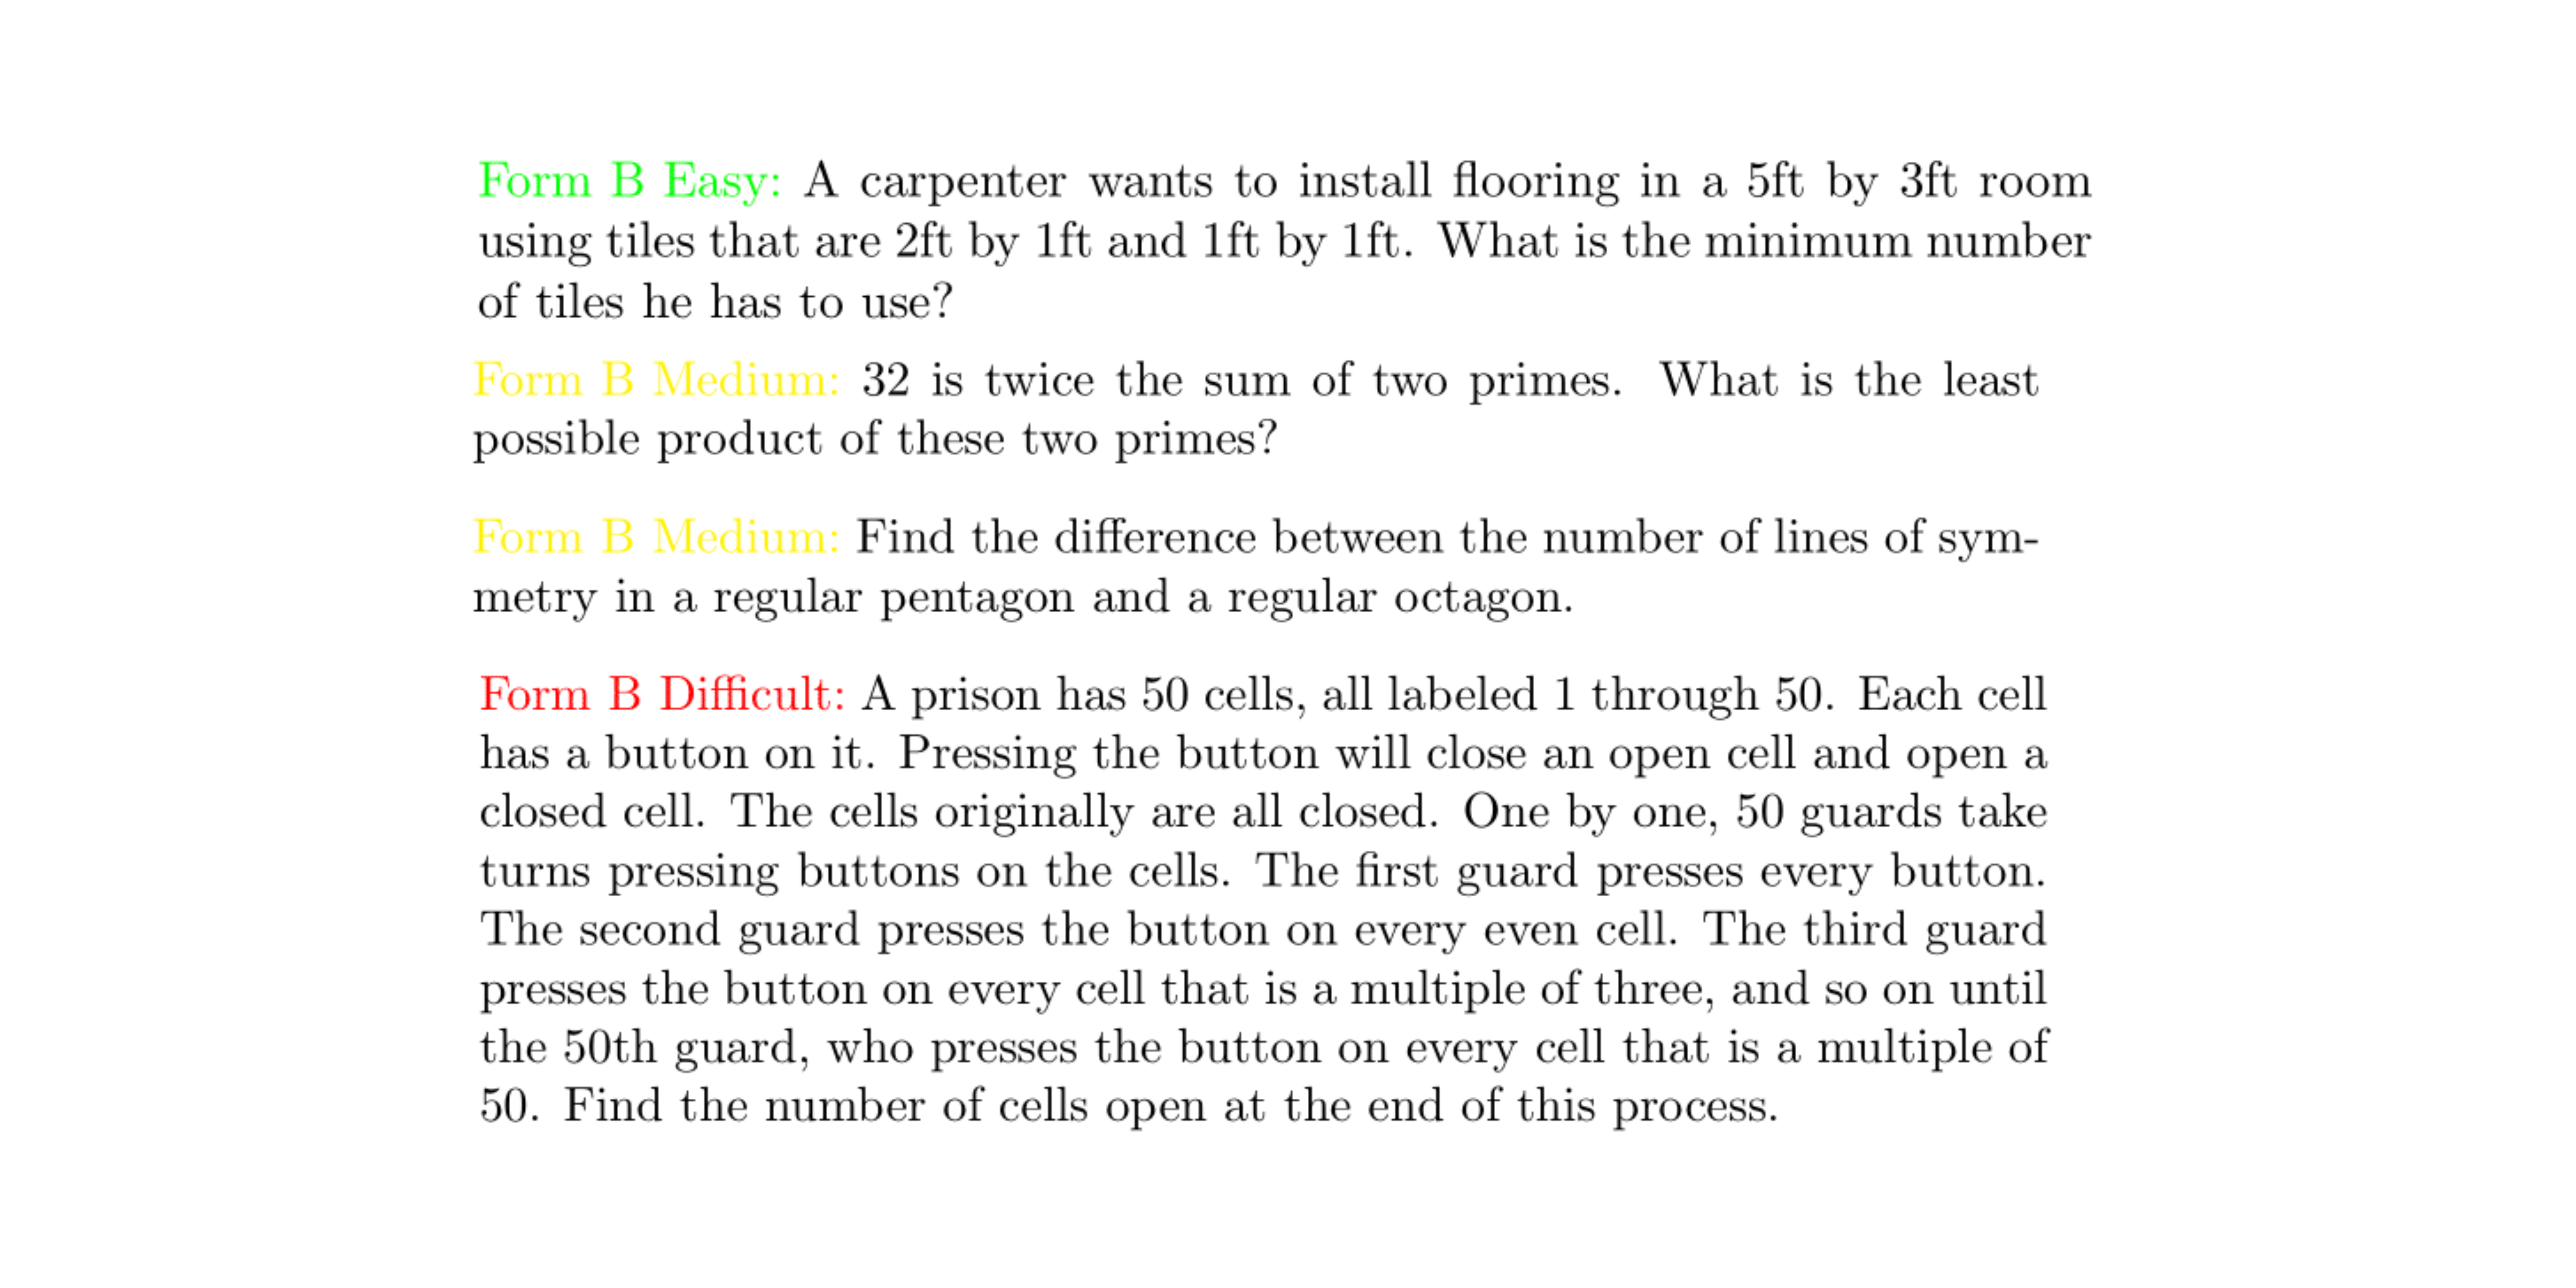 Form B Easy: A carpenter wants to install flooring in a 5ft by 3ft room
using tiles that are 2ft by 1ft and 1ft by 1ft. What is the minimum number
of tiles he has to use?
Form B Medium: 32 is twice the sum of two primes. What is the least
possible product of these two primes?
Form B Medium: Find the difference between the number of lines of sym-
metry in a regular pentagon and a regular octagon.
Form B Difficult: A prison has 50 cells, all labeled 1 through 50. Each cell
has a button on it. Pressing the button will close an open cell and open a
closed cell. The cells originally are all closed. One by one, 50 guards take
turns pressing buttons on the cells. The first guard presses every button.
The second guard presses the button on every even cell. The third guard
presses the button on every cell that is a multiple of three, and so on until
the 50th guard, who presses the button on every cell that is a multiple of
50. Find the number of cells open at the end of this process.